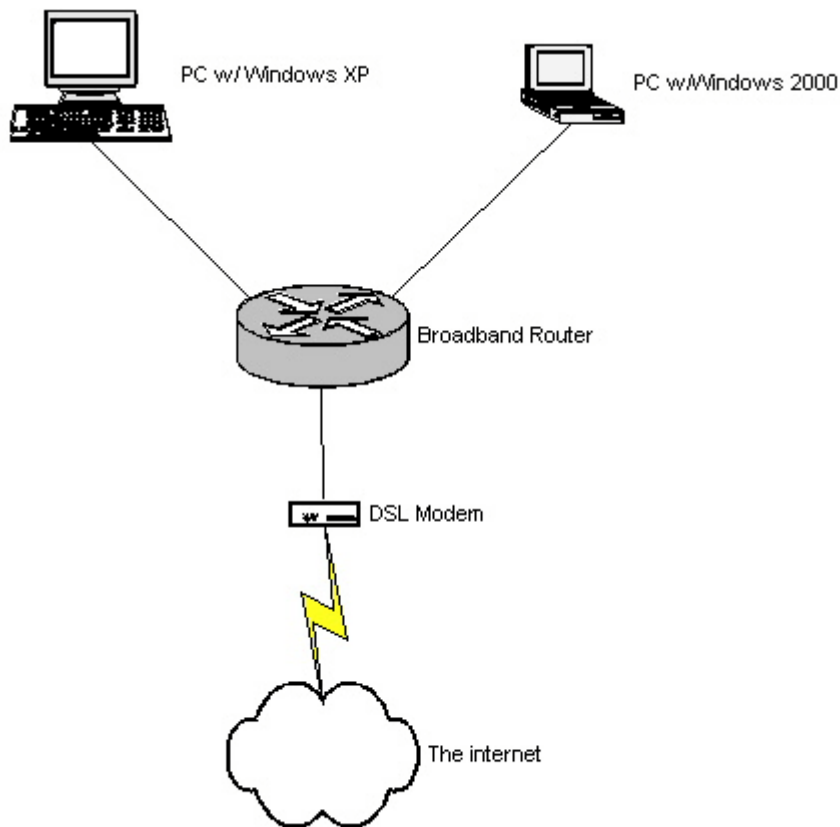 PC w/ Windows XP
PC w/Windows 2000
Broadband Router
DSL Modem
The internet